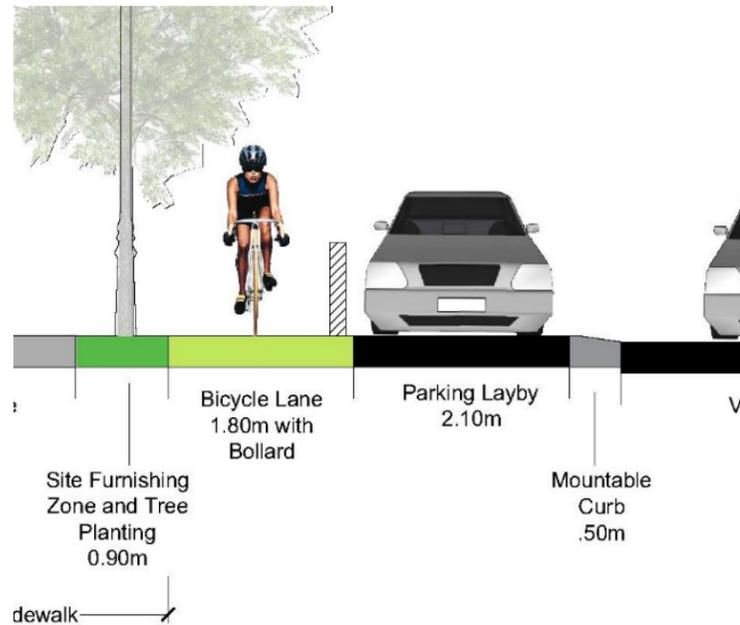 Bicycle Lane
1.80m with
Bollard
Parking Layby
2.10m
Site Furnishing
Zone and Tree
Planting
0.90m
Mountable
Curb
.50m
dewalk